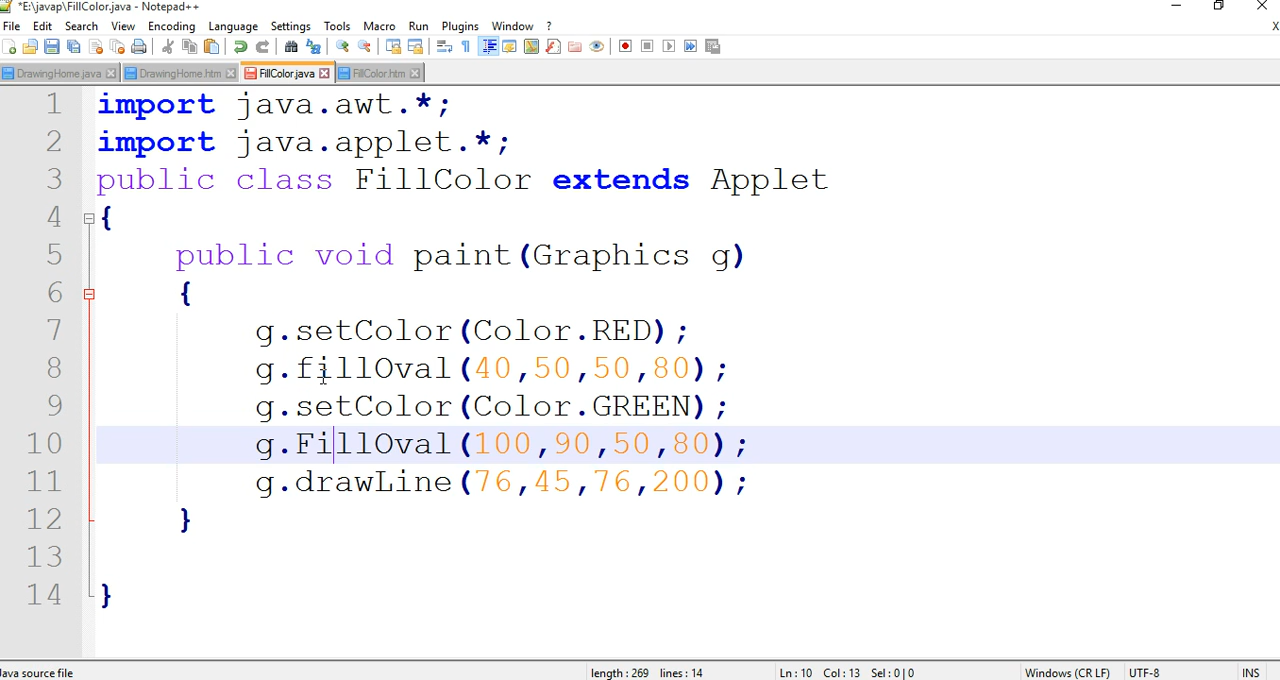 *E:\javap\FillColor.java - Notepad++
File Edit Search View Encoding Language Settings Tools Macro Run Plugins Window ? X
DrawingHome.java DrawingHome.htm FillColor.java FillColor.htm
1 import java.awt.*;
2 import java.applet.*;
3 public class FillColor extends Applet
4 {
5 public void paint(Graphics g)
6 {
7 g.setColor(Color.RED);
8 g.fillOval(40,50,50,80);
9 g.setColor(Color.GREEN);
10 g.FillOval(100,90,50,80);
11 g.drawLine(76,45,76,200);
12 }
13
14 }
Java source file length : 269 lines : 14 Ln : 10 Col : 13 Sel : 0 | 0 Windows (CR LF) UTF-8 INS